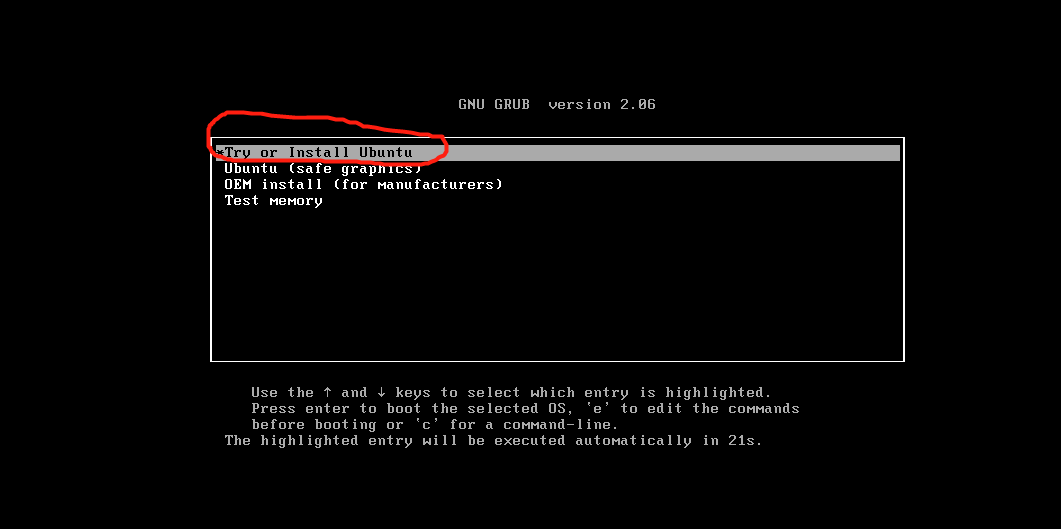 GNU GRUB  version 2.06
*Try or Install Ubuntu
Ubuntu (safe graphics)
OEM install (for manufacturers)
Test memory
Use the ↑ and ↓ keys to select which entry is highlighted.
Press enter to boot the selected OS, `e' to edit the commands
before booting or `c' for a command-line.
The highlighted entry will be executed automatically in 21s.